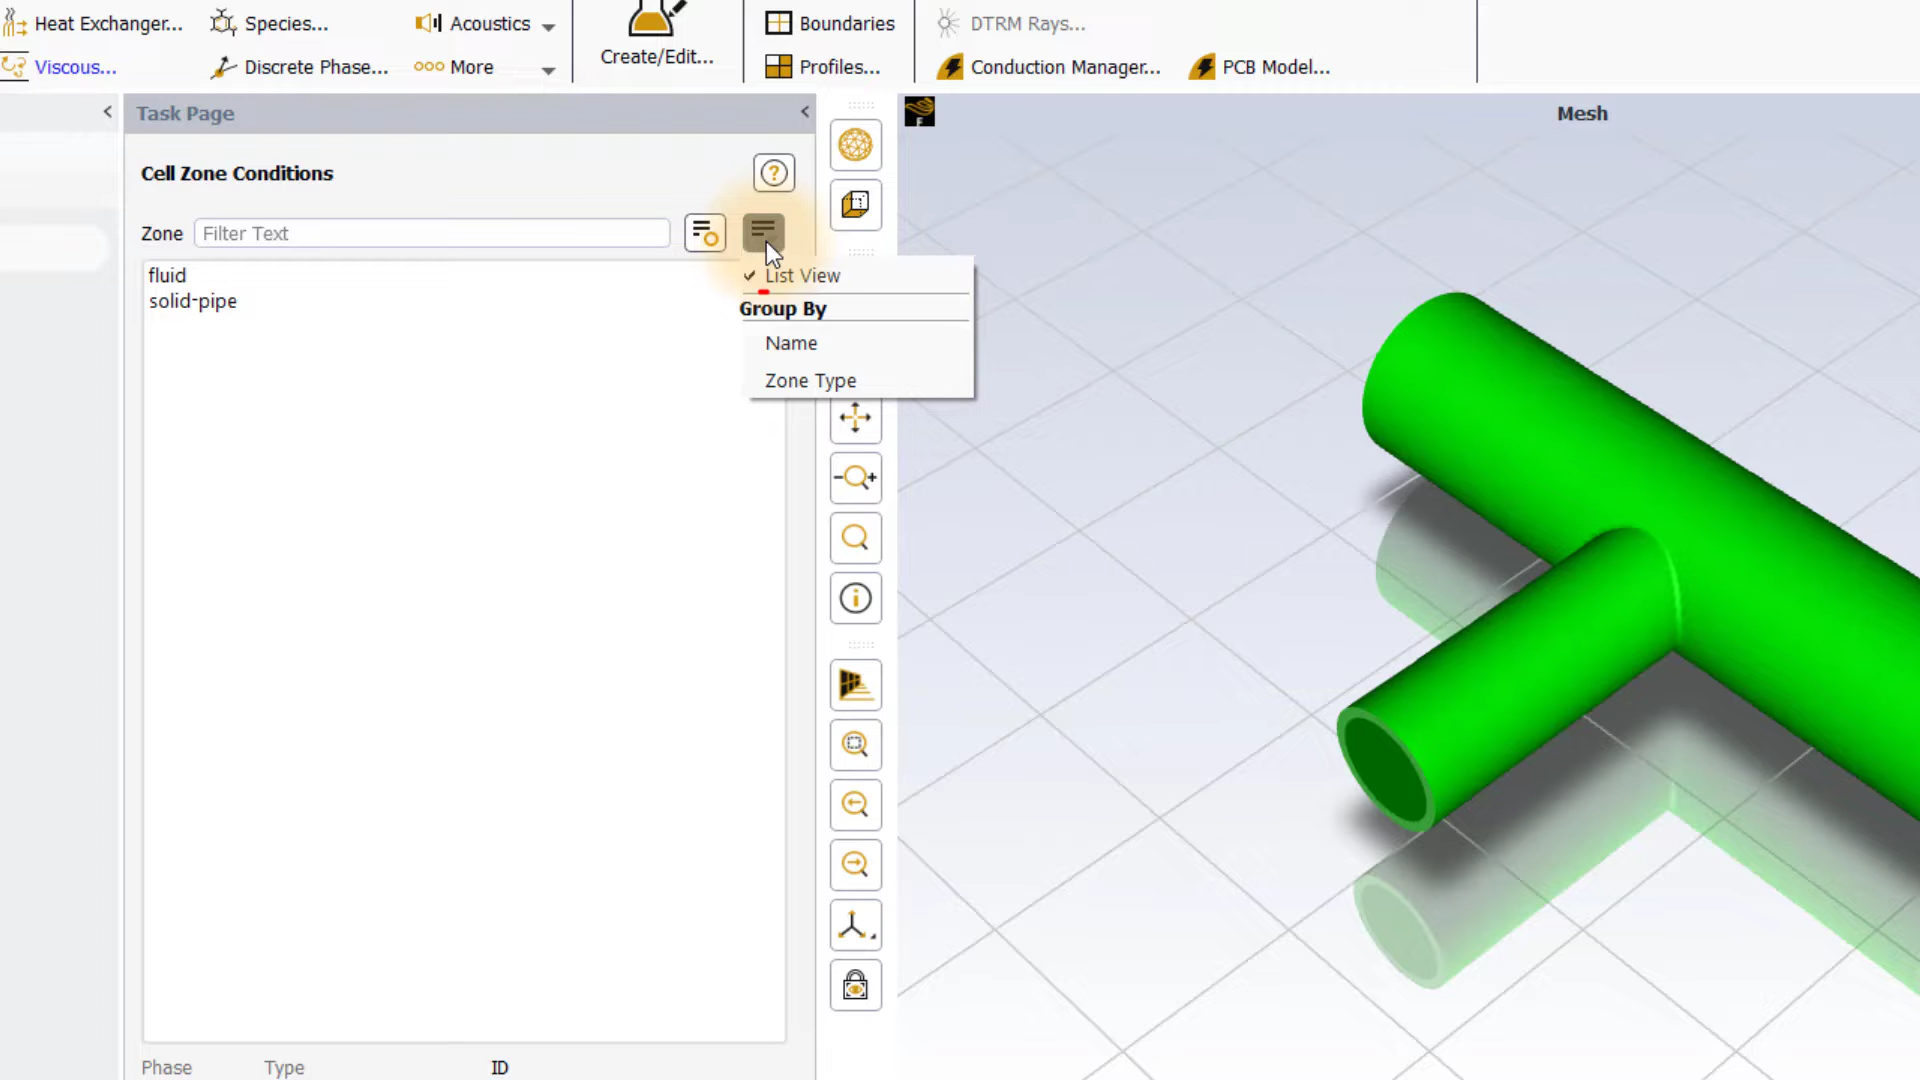 Heat Exchanger... Species... Acoustics
Viscous... Discrete Phase... More
Create/Edit...
Boundaries
Profiles...
DTRM Rays...
Conduction Manager... PCB Model...
Task Page
Cell Zone Conditions
Zone Filter Text
fluid
solid-pipe
List View
Group By
Name
Zone Type
Phase Type ID
Mesh
F